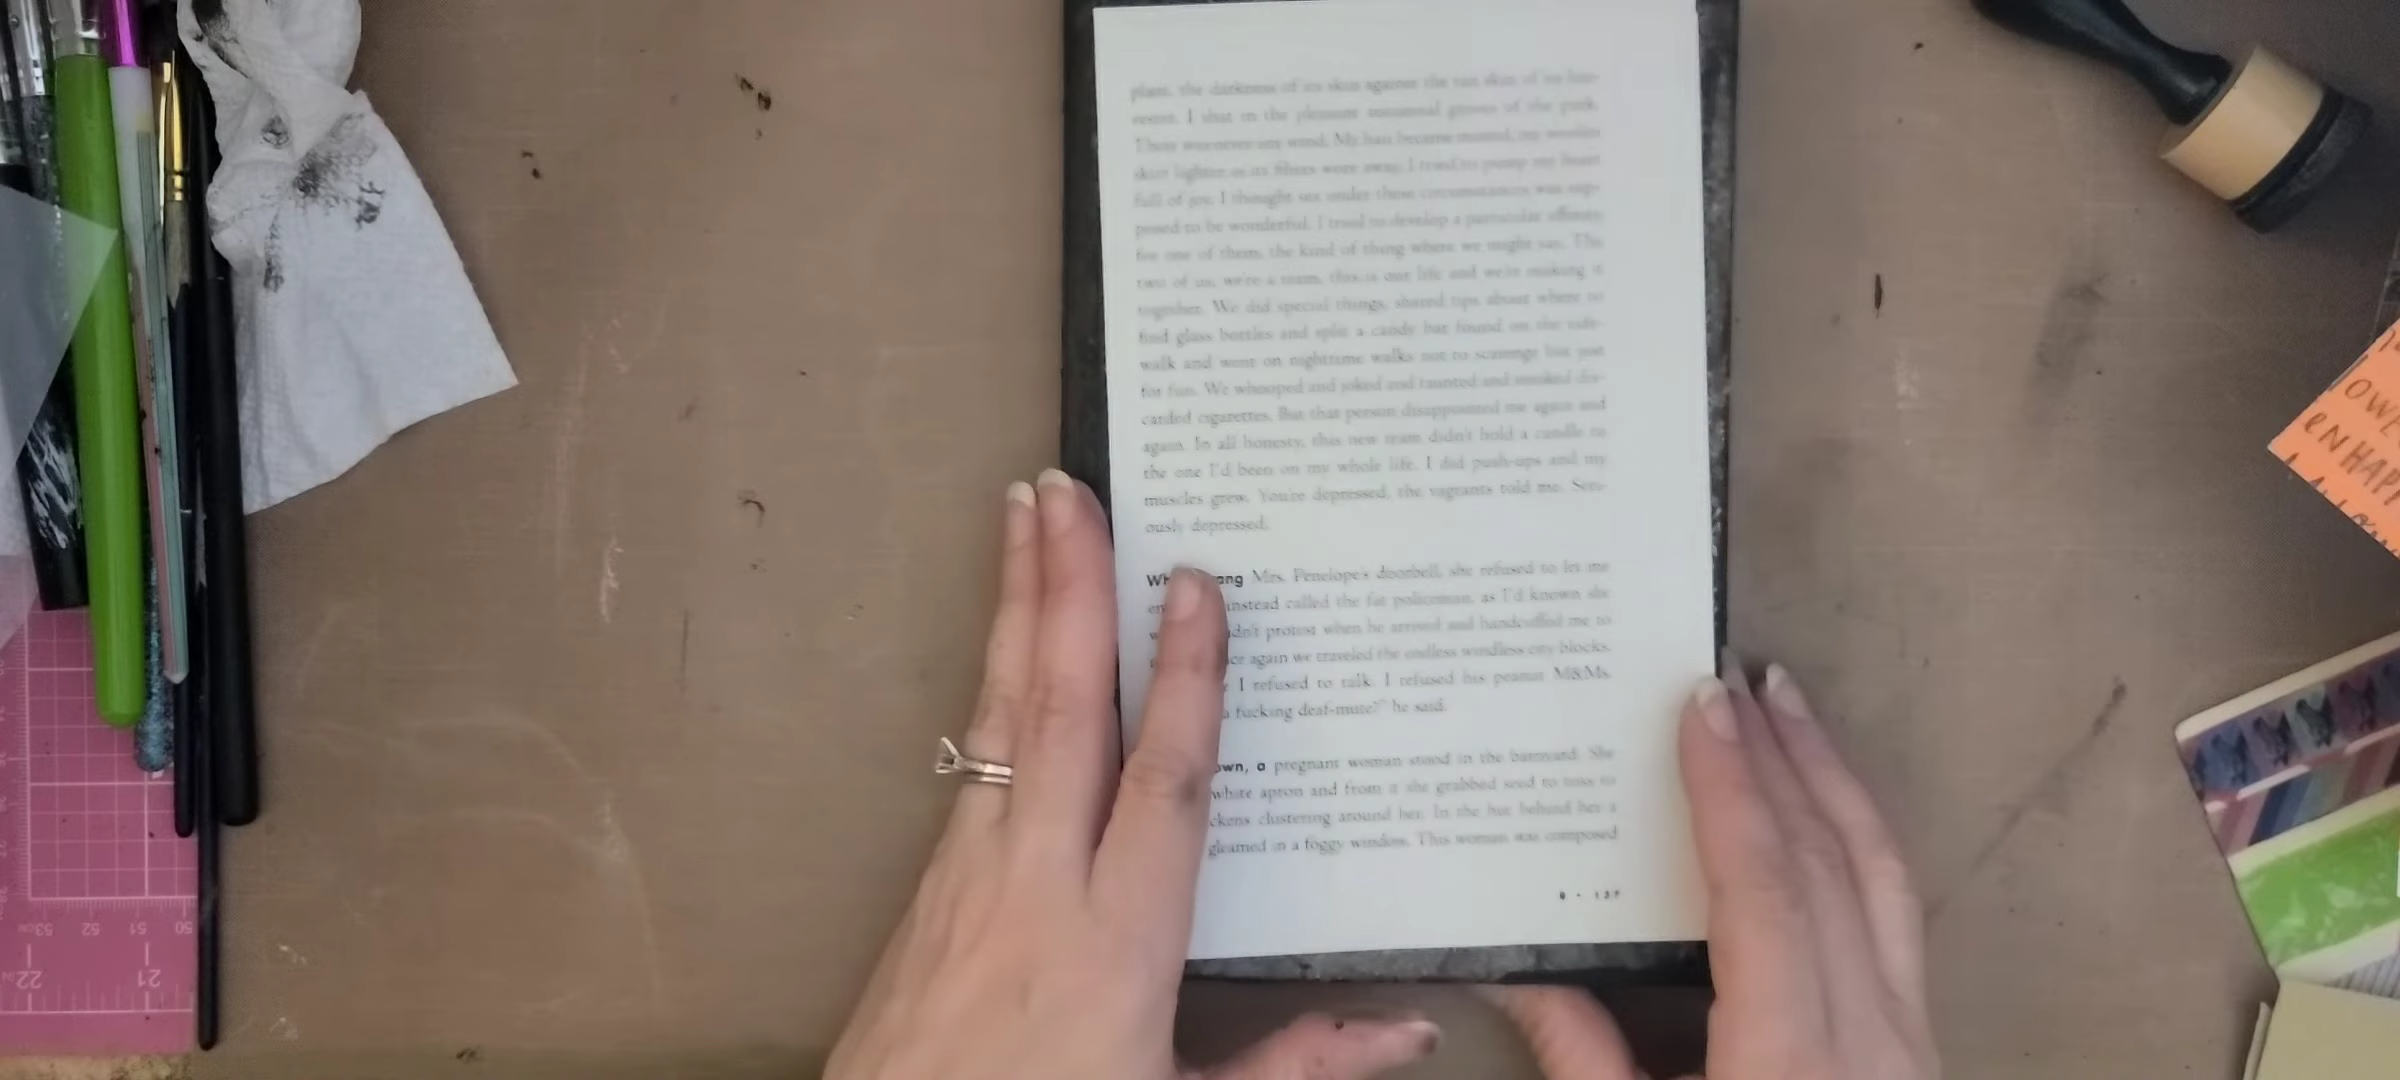 plain, the darkness of its skin against the tan skin of its
I shat in the pleasant communal grasses of the park.
There was never any wind. My hair became matted, my
skin lighter as its fibers wore away. I tried to pump my heart
full of joy. I thought sex under these circumstances was sup-
posed to be wonderful. I tried to develop a particular affinity
for one of them, the kind of thing where we might say, The
two of us, we're a team, this is our life and we're making it
together. We did special things, shared tips about where to
find glass bottles and split a candy bar found on the side-
walk and went on nighttime walks not to scavenge but just
for fun. We whooped and joked and taunted and smoked dis-
carded cigarettes. But that person disappointed me again and
again. In all honesty, this new team didn't hold a candle to
the one I'd been on my whole life. I did push-ups and my
muscles grew. You're depressed, the vagrants told me. Seri-
ously depressed.
Mrs. Penelope's doorbell, she refused to let me
instead called the fat policeman, as I'd known she
protest when he arrived and handcuffed me to
again we traveled the endless windless city blocks.
I refused to talk. I refused his peanut M&Ms.
a fucking deaf-mute?" he said.
a pregnant woman stood in the barnyard. She
white apron and from it she grabbed seed to toss to
clustering around her. In the hut behind her a
gleamed in a foggy window. This woman was composed
OWE
ENHAPP
53CM
52
51
50
22
21